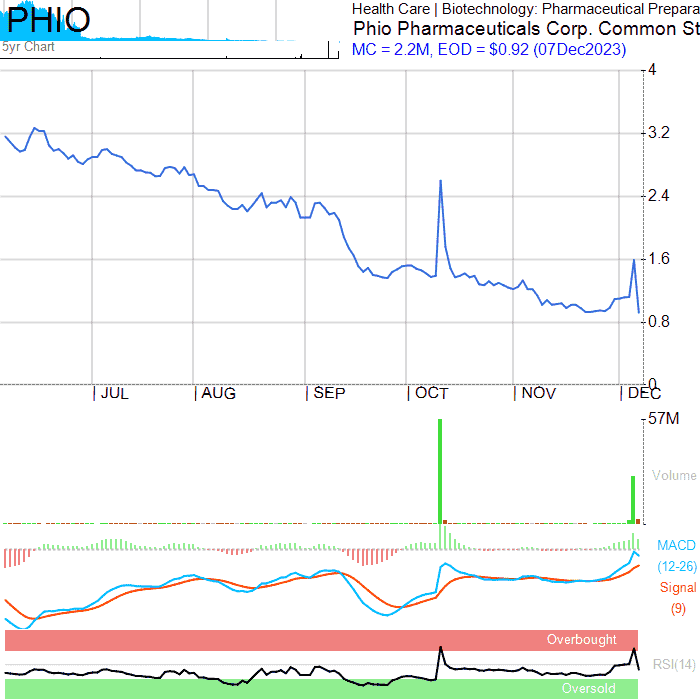 PHIO
5yr Chart
Health Care | Biotechnology: Pharmaceutical Prepara
Phio Pharmaceuticals Corp. Common St
MC = 2.2M, EOD = $0.92 (07Dec2023)
4
3.2
2.4
1.6
0.8
0
JUL AUG SEP OCT NOV DEC
57M
Volume
MACD
(12-26)
Signal
(9)
Overbought
RSI(14)
Oversold